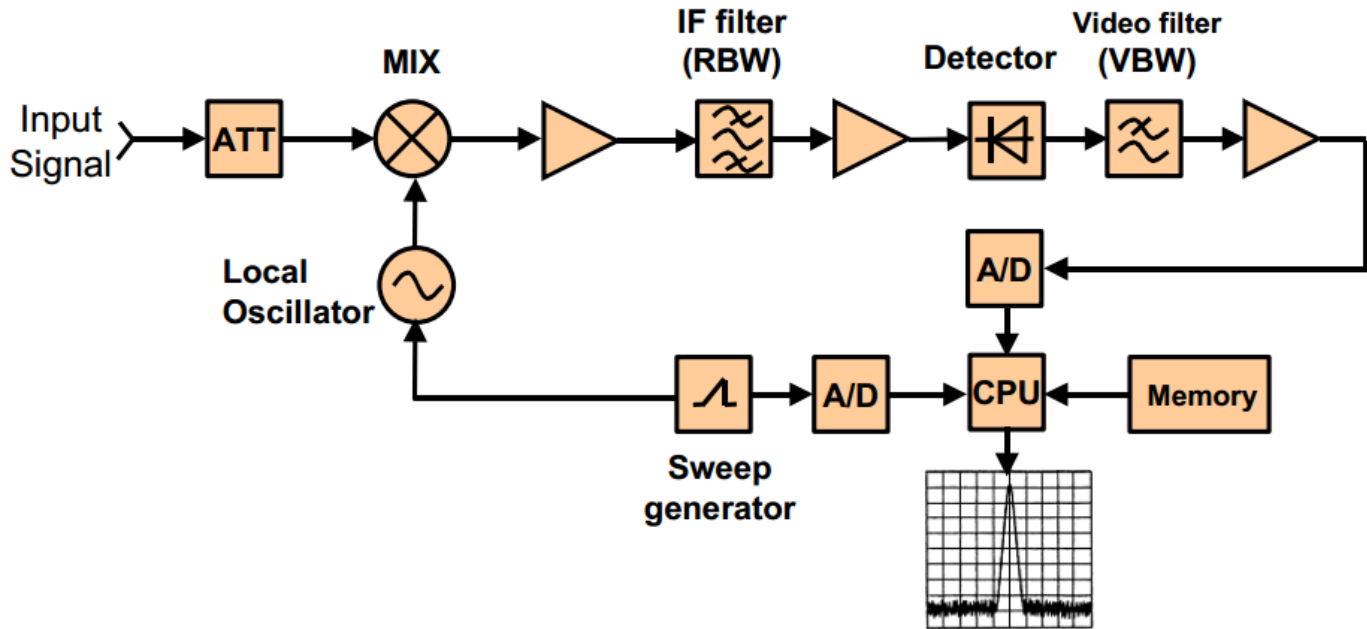 IF filter
(RBW)
Video filter
(VBW)
MIX
Detector
Input
Signal
ATT
Local
Oscillator
A/D
A/D
CPU
Memory
Sweep
generator